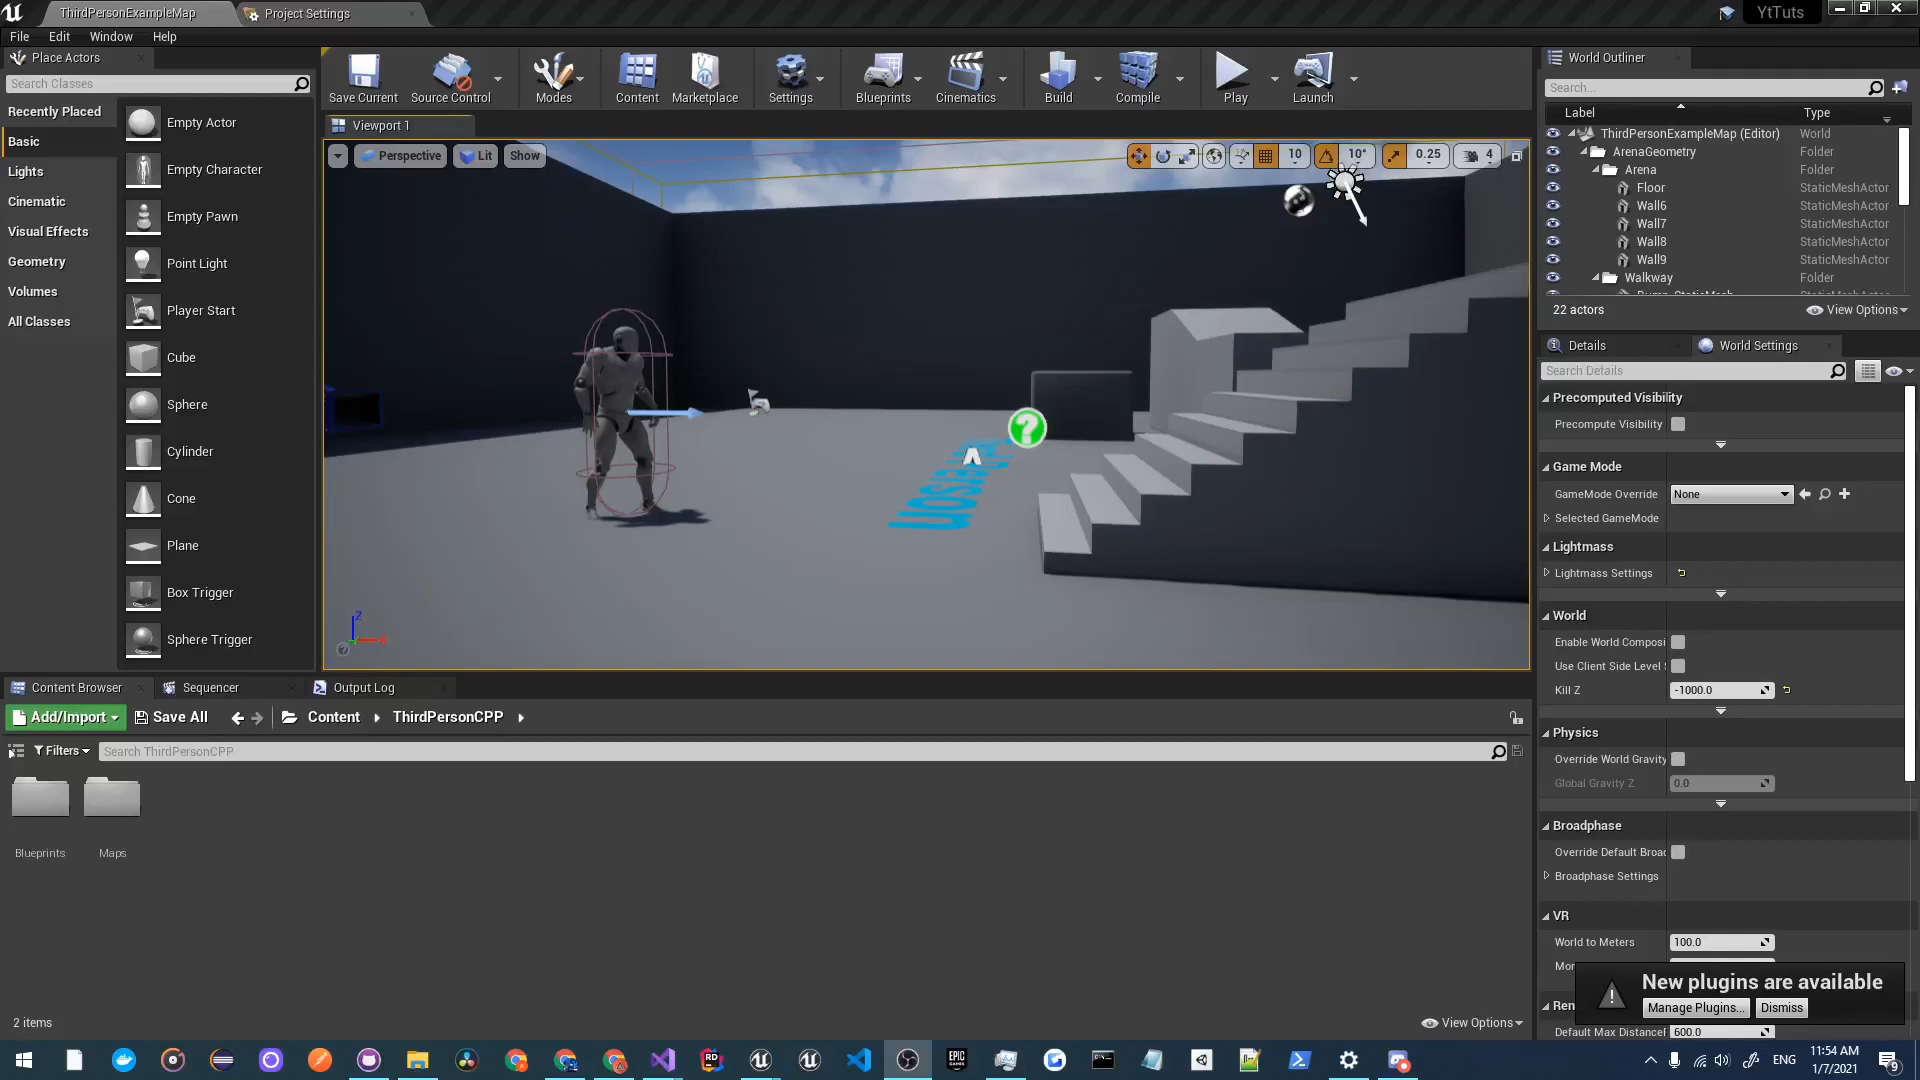 ThirdPersonExampleMap
Project Settings
YtTuts
File Edit Window Help
Place Actors
Search Classes
Recently Placed
Basic
Lights
Cinematic
Visual Effects
Geometry
Volumes
All Classes
Empty Actor
Empty Character
Empty Pawn
Point Light
Player Start
Cube
Sphere
Cylinder
Cone
Plane
Box Trigger
Sphere Trigger
Save Current
Source Control
Modes
Content
Marketplace
Settings
Blueprints
Cinematics
Build
Compile
Play
Launch
Viewport 1
Perspective
Lit
Show
10
10°
0.25
4
Z
World Outliner
Search...
Label Type
ThirdPersonExampleMap (Editor) World
ArenaGeometry Folder
Arena Folder
Floor StaticMeshActor
Wall6 StaticMeshActor
Wall7 StaticMeshActor
Wall8 StaticMeshActor
Wall9 StaticMeshActor
Walkway Folder
22 actors
View Options
Details
World Settings
Search Details
Precomputed Visibility
Precompute Visibility
Game Mode
GameMode Override None
Selected GameMode
Lightmass
Lightmass Settings
World
Enable World Composi
Use Client Side Level
Kill Z -1000.0
Physics
Override World Gravity
Global Gravity Z 0.0
Broadphase
Override Default Broad
Broadphase Settings
VR
World to Meters 100.0
Mor
Ren
Default Max DistanceF 600.0
New plugins are available
Manage Plugins...
Dismiss
Content Browser
Sequencer
Output Log
Add/Import
Save All
Content
ThirdPersonCPP
Filters
Search ThirdPersonCPP
Blueprints
Maps
2 items
View Options
RD
EPIC GAMES
ENG
11:54 AM
1/7/2021
9